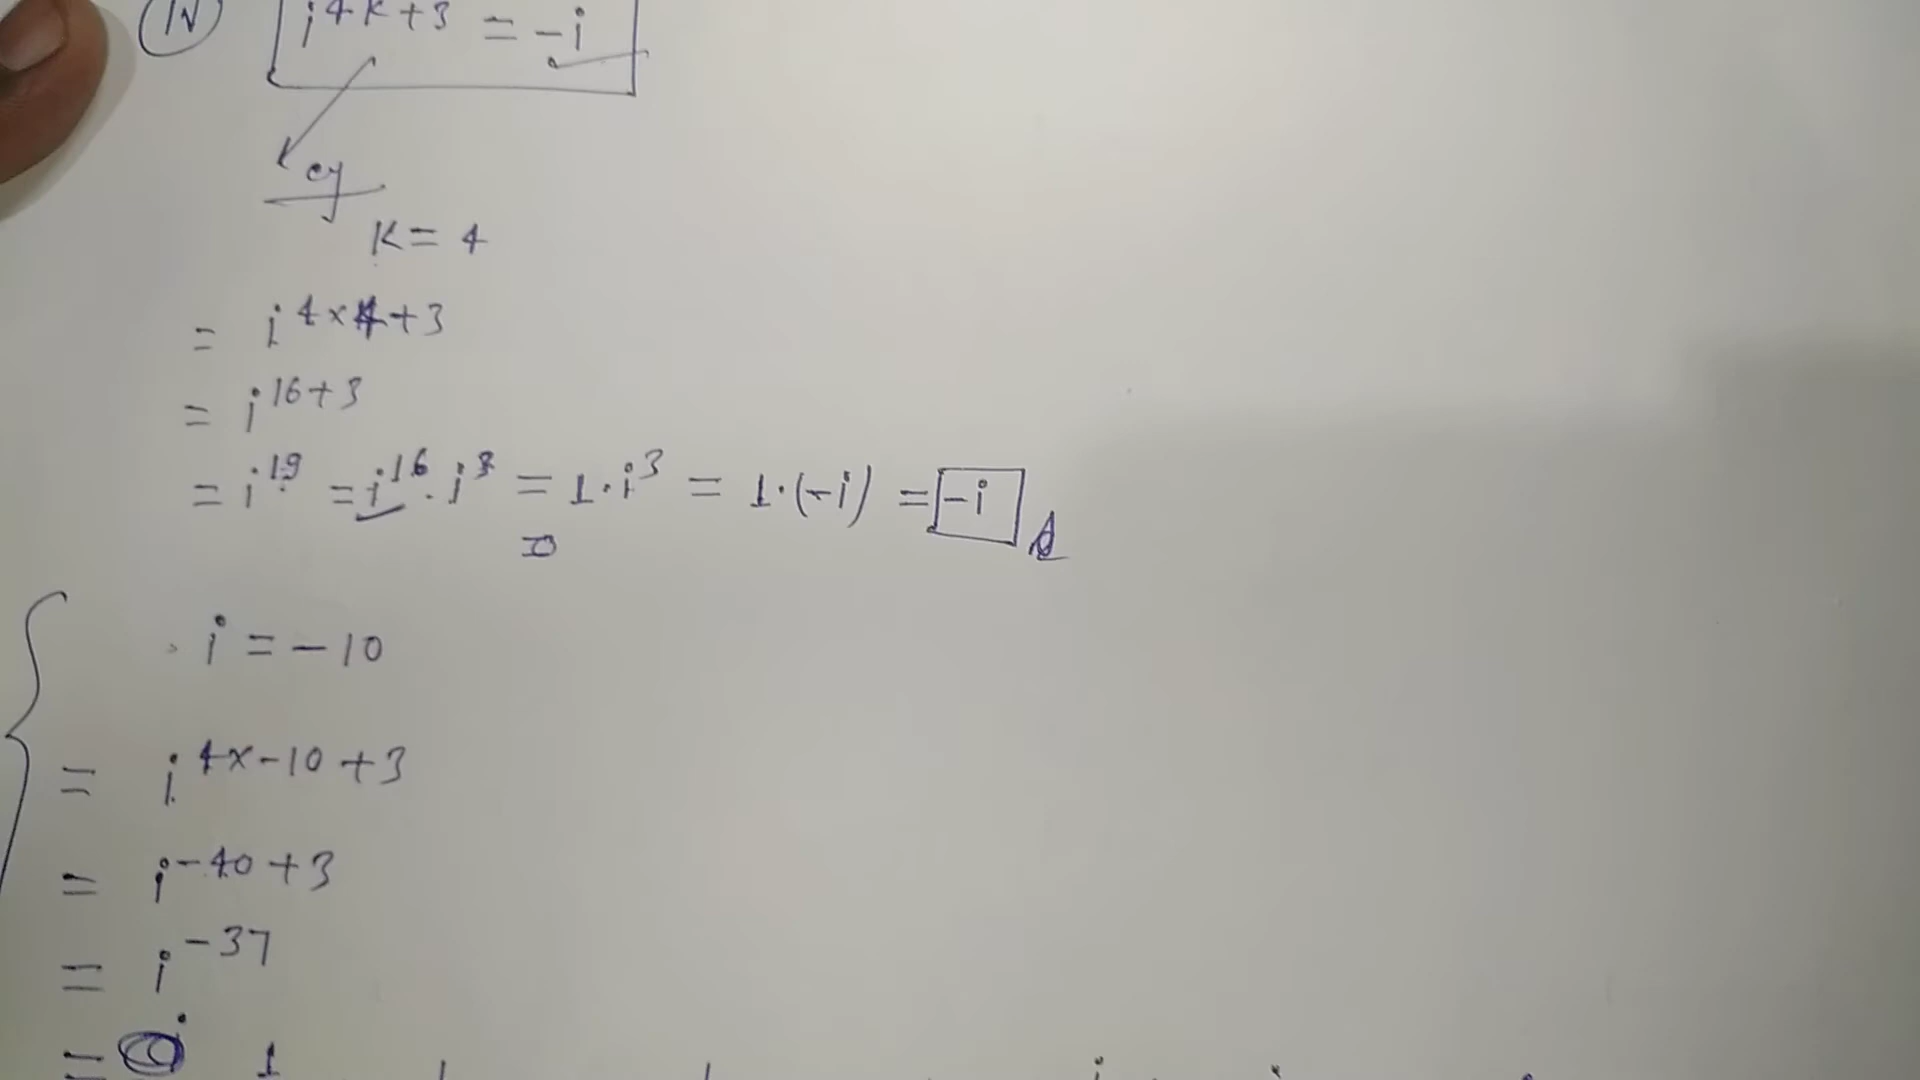 IV i^4K+3 = -i
eg
K = 4
= i^4×4+3
= i^16+3
= i^19 = i^16 . i^3 = 1·i^3 = 1·(-i) = -i
i = -10
= i^4×-10+3
= i^-40+3
= i^-37
= 1